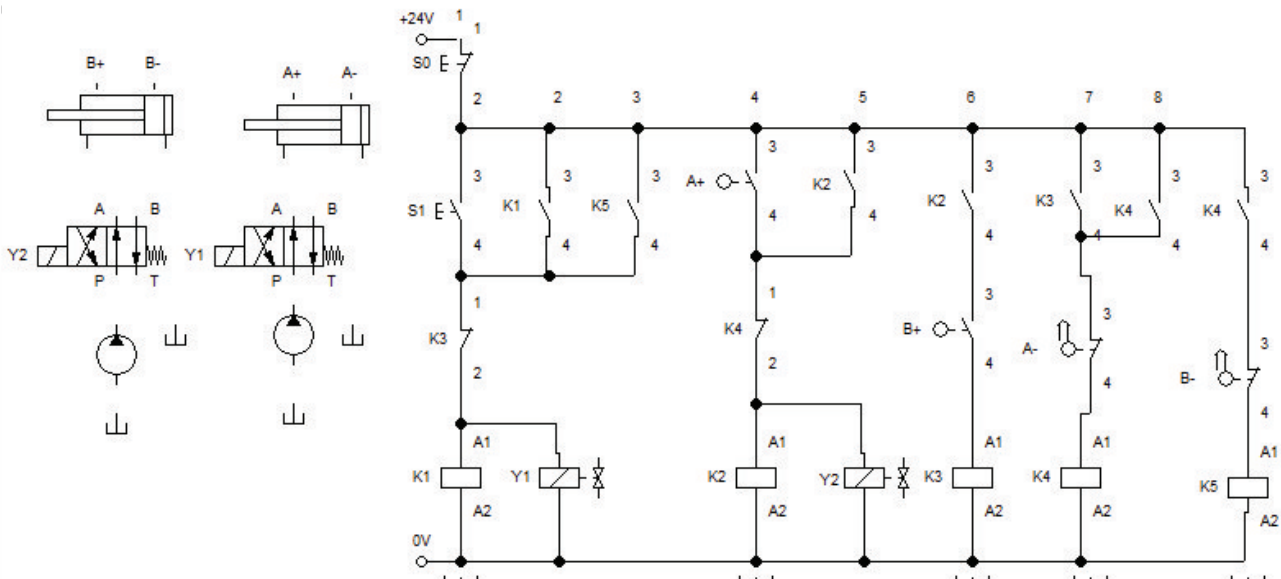 +24V 1 1
B+ B- S0
A+ A-
2 2 3 4 5 6 7 8
3 3 3 3 3 3 3 3 3
S1 K1 K5 A+ K2 K2 K3 K4 K4
A B A B
4 4 4 4 4 4 4 4 4
Y2 Y1
P T P T
1 1 3 3
K3 K4 B+ A- B-
2 2 4 4 3
4
A1 A1 A1 A1 A1
K1 Y1 K2 Y2 K3 K4 K5
A2 A2 A2 A2 A2
0V